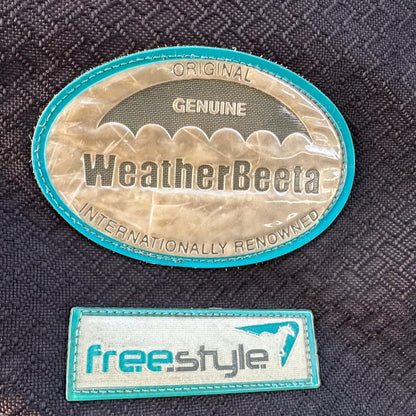 ORIGINAL
GENUINE
WeatherBeeta
INTERNATIONALLY RENOWNED
freestyle